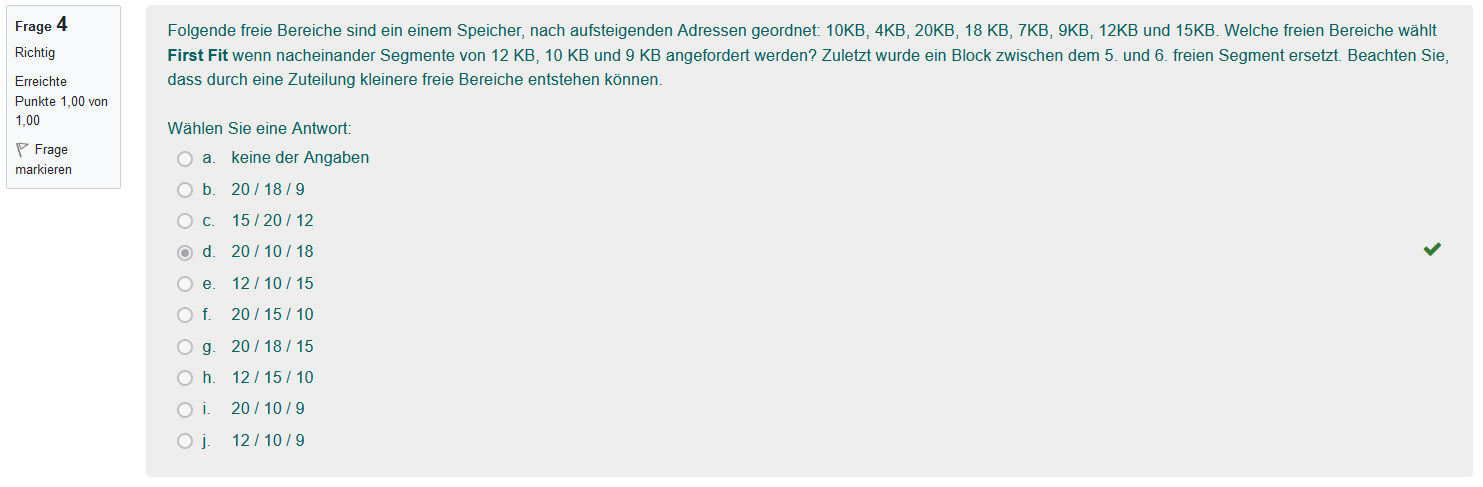 Frage 4
Richtig
Erreichte
Punkte 1,00 von
1,00
Frage
markieren
Folgende freie Bereiche sind ein einem Speicher, nach aufsteigenden Adressen geordnet: 10KB, 4KB, 20KB, 18 KB, 7KB, 9KB, 12KB und 15KB. Welche freien Bereiche wählt
First Fit wenn nacheinander Segmente von 12 KB, 10 KB und 9 KB angefordert werden? Zuletzt wurde ein Block zwischen dem 5. und 6. freien Segment ersetzt. Beachten Sie,
dass durch eine Zuteilung kleinere freie Bereiche entstehen können.
Wählen Sie eine Antwort:
a. keine der Angaben
b. 20 / 18 / 9
c. 15 / 20 / 12
d. 20 / 10 / 18
e. 12 / 10 / 15
f. 20 / 15 / 10
g. 20 / 18 / 15
h. 12 / 15 / 10
i. 20 / 10 / 9
j. 12 / 10 / 9